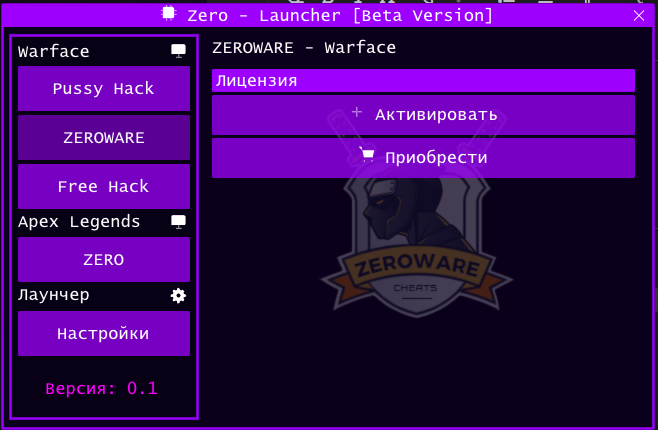 Zero - Launcher [Beta Version]
Warface
Pussy Hack
ZEROWARE
Free Hack
Apex Legends
ZERO
Лаунчер
Настройки
Версия: 0.1
ZEROWARE - Warface
Лицензия
+ Активировать
Приобрести
ZEROWARE
CHEATS